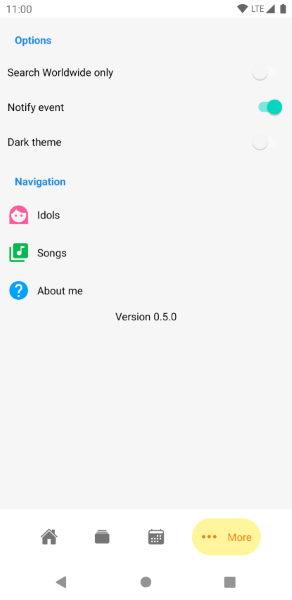 11:00 LTE
Options
Search Worldwide only
Notify event
Dark theme
Navigation
Idols
Songs
About me
Version 0.5.0
More